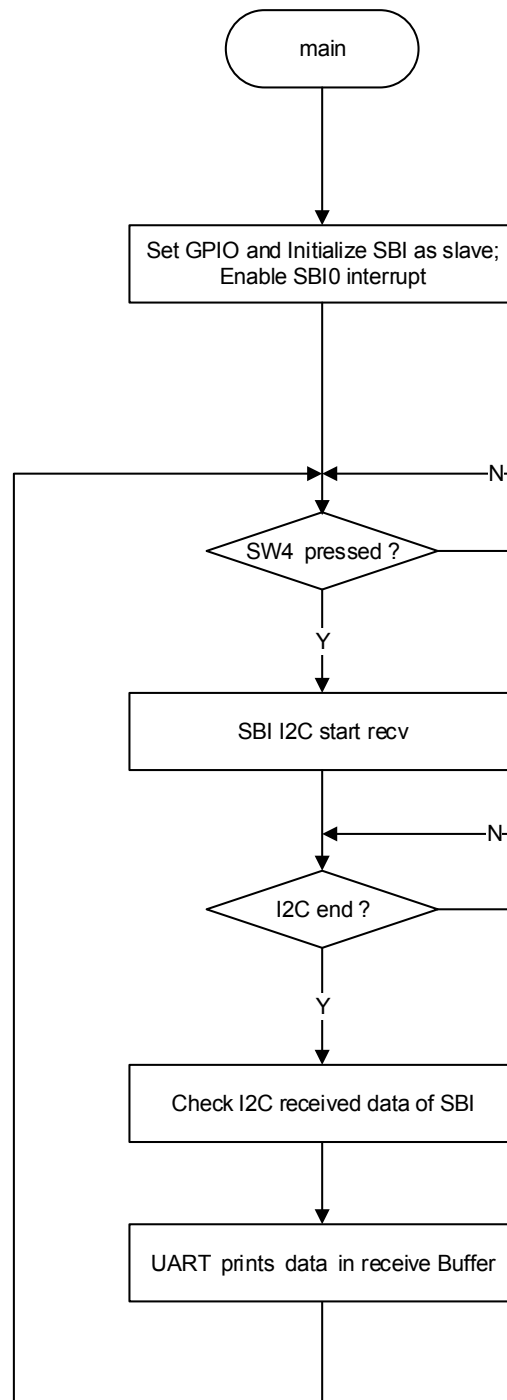 main
Set GPIO and Initialize SBI as slave;
Enable SBI0 interrupt
N
SW4 pressed ?
Y
SBI I2C start recv
N
I2C end ?
Y
Check I2C received data of SBI
UART prints data in receive Buffer